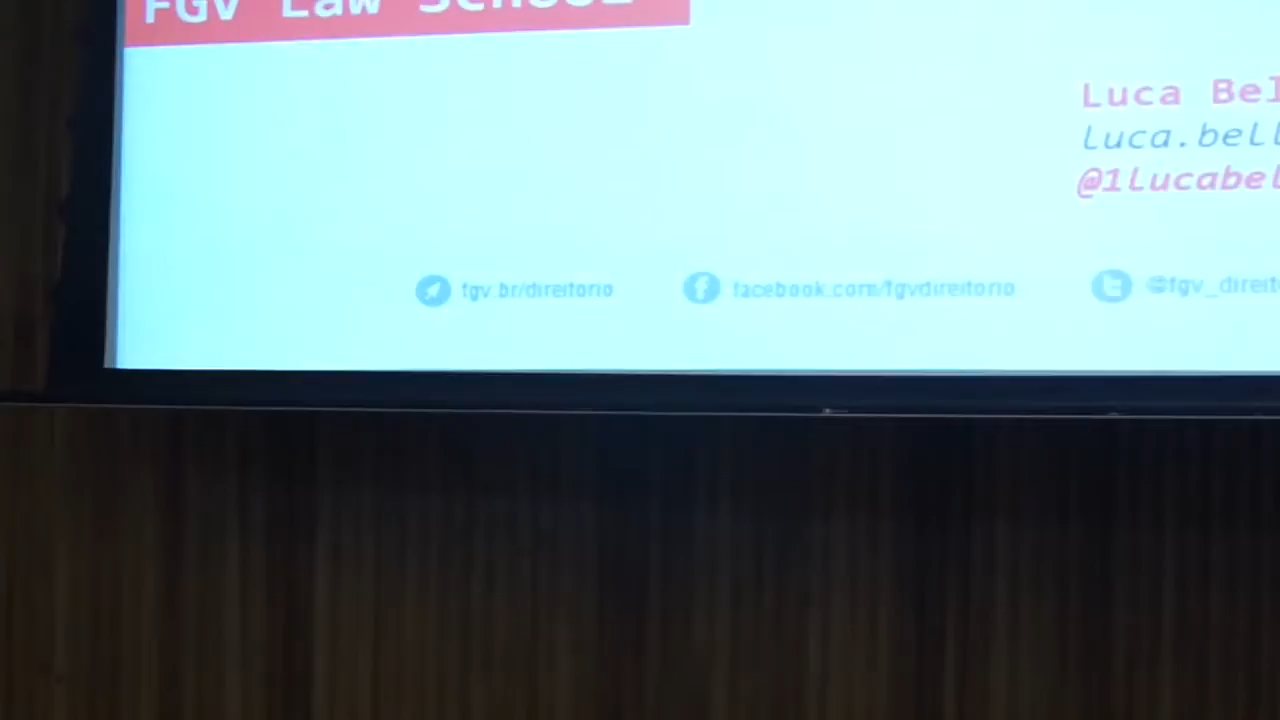 FGV Law School
Luca Bel
luca.bell
@1lucabel
fgv.br/direitorio
facebook.com/fgvdireitorio
@fgv_direit